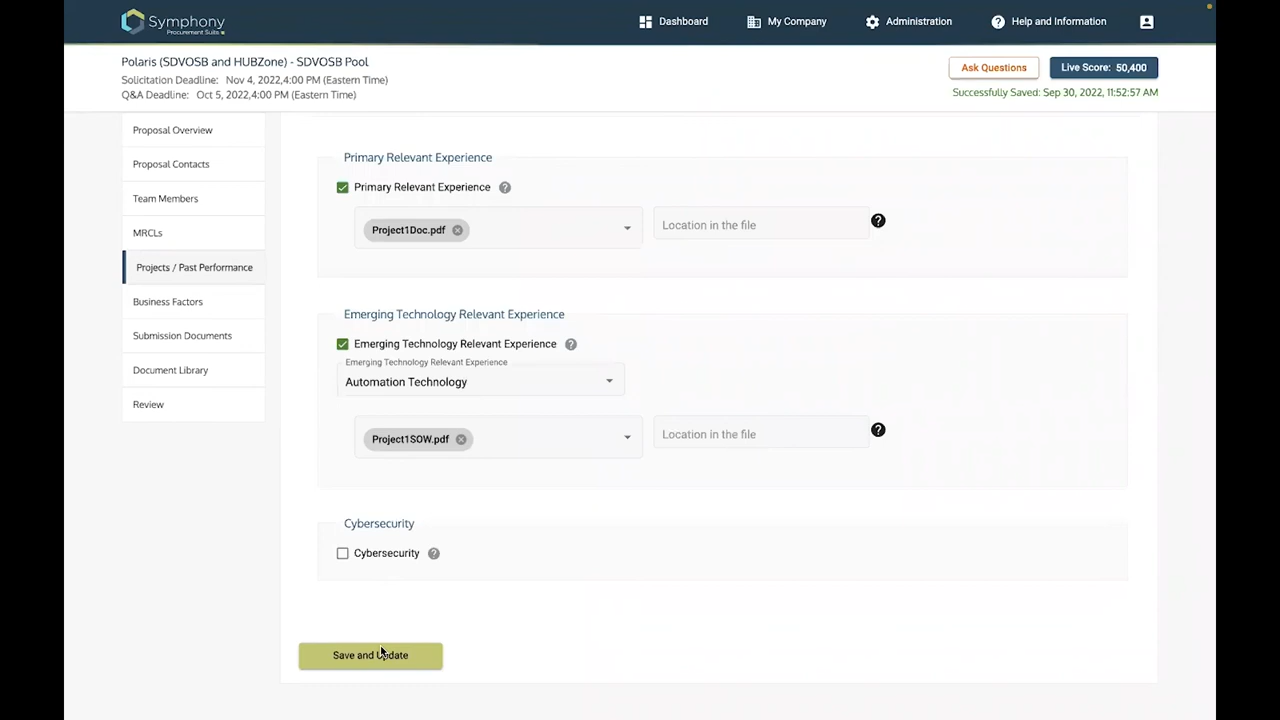 Symphony
Procurement Suite
Dashboard
My Company
Administration
Help and Information
Polaris (SDVOSB and HUBZone) - SDVOSB Pool
Solicitation Deadline: Nov 4, 2022,4:00 PM (Eastern Time)
Q&A Deadline: Oct 5, 2022,4:00 PM (Eastern Time)
Ask Questions
Live Score: 50,400
Successfully Saved: Sep 30, 2022, 11:52:57 AM
Proposal Overview
Proposal Contacts
Team Members
MRCLs
Projects / Past Performance
Business Factors
Submission Documents
Document Library
Review
Primary Relevant Experience
Primary Relevant Experience ?
Project1Doc.pdf
Location in the file ?
Emerging Technology Relevant Experience
Emerging Technology Relevant Experience ?
Emerging Technology Relevant Experience
Automation Technology
Project1SOW.pdf
Location in the file ?
Cybersecurity
Cybersecurity ?
Save and Update